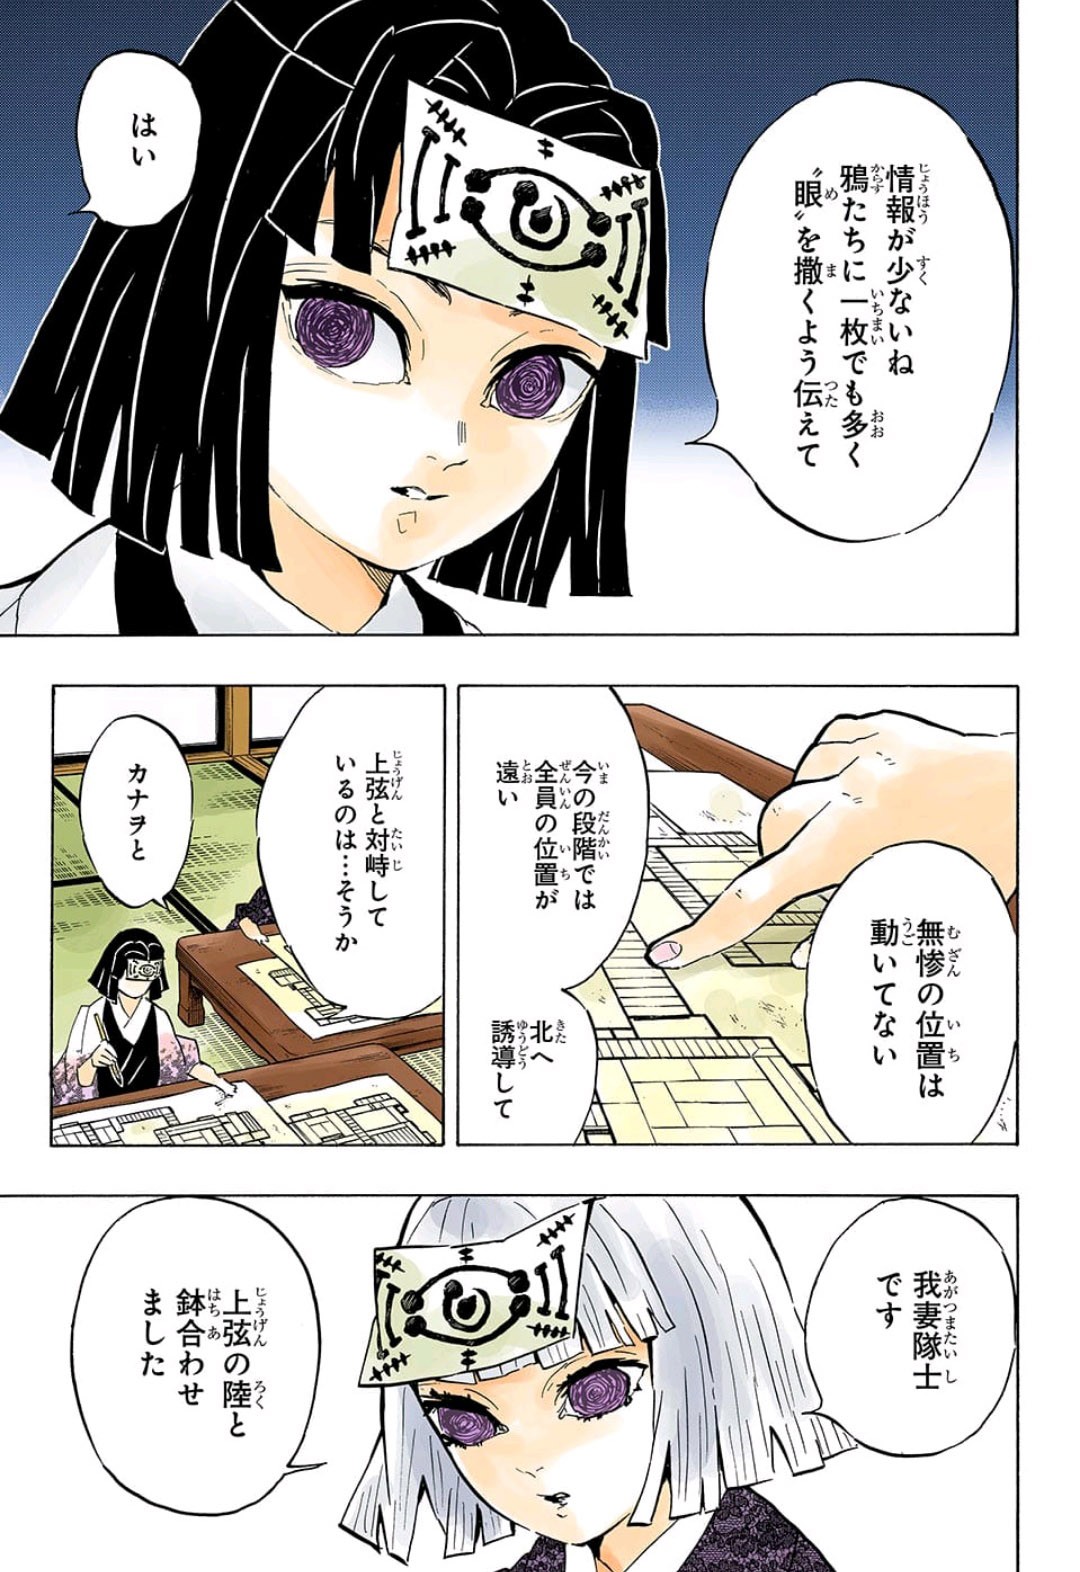 情報が少ないね
鴉たちに一枚でも多く
〝眼〟を撒くよう伝えて
はい
無惨の位置は
動いてない
今の段階では
全員の位置が
遠い
北へ
誘導して
上弦と対峙して
いるのは…そうか
カナヲと
我妻隊士
です
上弦の陸と
鉢合わせ
ました